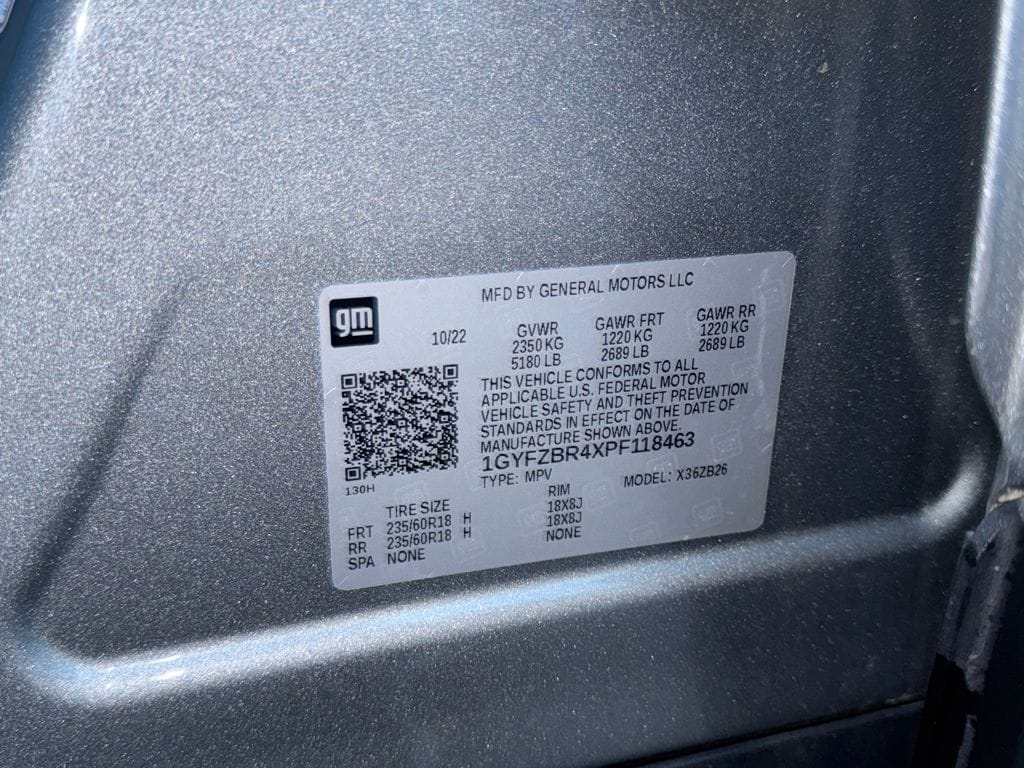 MFD BY GENERAL MOTORS LLC
gm
10/22
GVWR
2350 KG
5180 LB
GAWR FRT
1220 KG
2689 LB
GAWR RR
1220 KG
2689 LB
THIS VEHICLE CONFORMS TO ALL
APPLICABLE U.S. FEDERAL MOTOR
VEHICLE SAFETY AND THEFT PREVENTION
STANDARDS IN EFFECT ON THE DATE OF
MANUFACTURE SHOWN ABOVE.
1GYFZBR4XPF118463
TYPE: MPV MODEL: X36ZB26
130H
TIRE SIZE RIM
FRT 235/60R18 H 18X8J
RR 235/60R18 H 18X8J
SPA NONE NONE